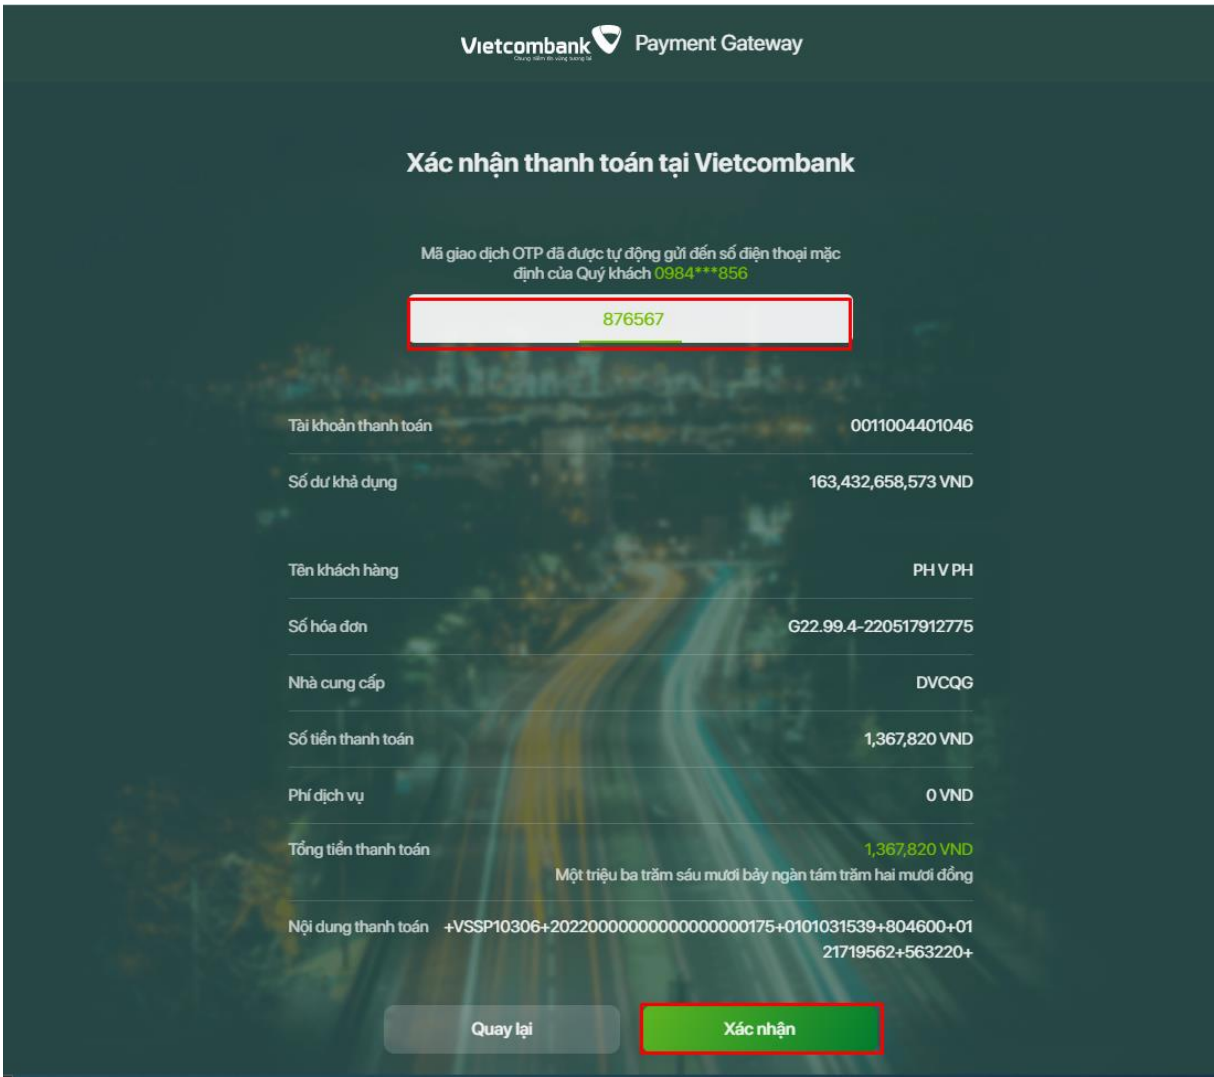 Vietcombank Payment Gateway
Xác nhận thanh toán tại Vietcombank
Mã giao dịch OTP đã được tự động gửi đến số điện thoại mặc
định của Quý khách 0984***856
876567
Tài khoản thanh toán 0011004401046
Số dư khả dụng 163,432,658,573 VND
Tên khách hàng PH V PH
Số hóa đơn G22.99.4-220517912775
Nhà cung cấp DVCQG
Số tiền thanh toán 1,367,820 VND
Phí dịch vụ 0 VND
Tổng tiền thanh toán 1,367,820 VND
Một triệu ba trăm sáu mươi bảy ngàn tám trăm hai mươi đồng
Nội dung thanh toán +VSSP10306+20220000000000000000175+0101031539+804600+01
21719562+563220+
Quay lại Xác nhận